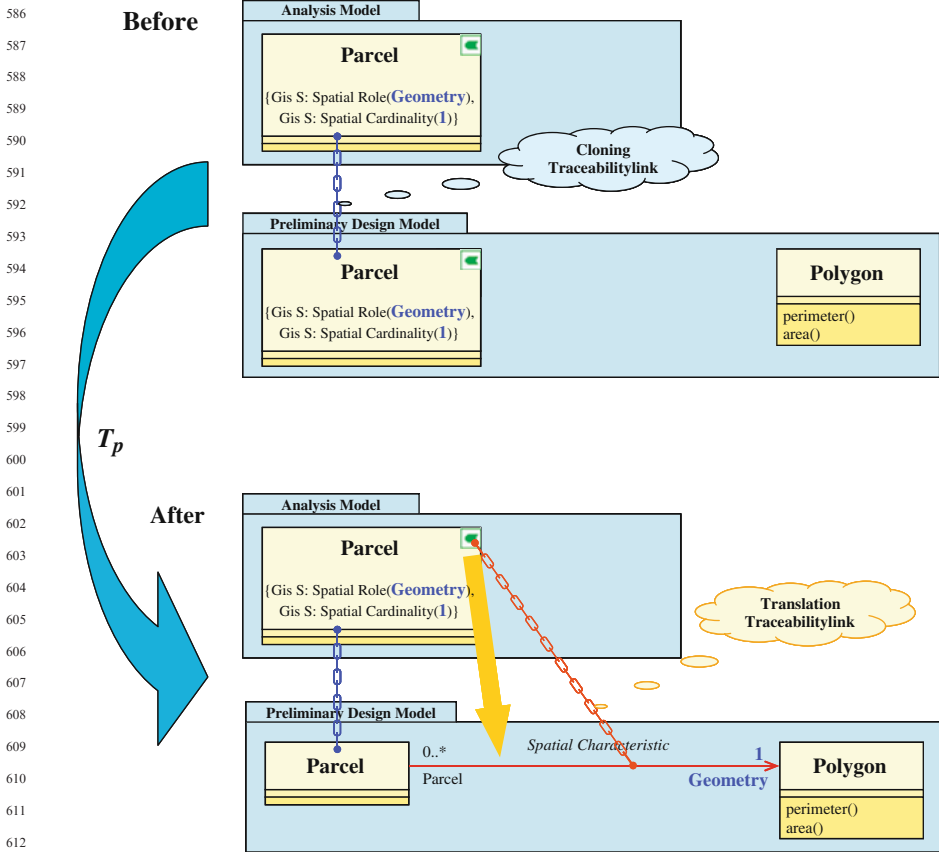 586
587
588
589
590
591
592
593
594
595
596
597
598
599
600
601
602
603
604
605
606
607
608
609
610
611
612
Before
Analysis Model
Parcel
{Gis S: Spatial Role(Geometry),
Gis S: Spatial Cardinality(1)}
Cloning
Traceabilitylink
Preliminary Design Model
Parcel
{Gis S: Spatial Role(Geometry),
Gis S: Spatial Cardinality(1)}
Polygon
perimeter()
area()
Tp
After
Analysis Model
Parcel
{Gis S: Spatial Role(Geometry),
Gis S: Spatial Cardinality(1)}
Translation
Traceabilitylink
Preliminary Design Model
Parcel
0..*
Parcel
Spatial Characteristic
1
Geometry
Polygon
perimeter()
area()